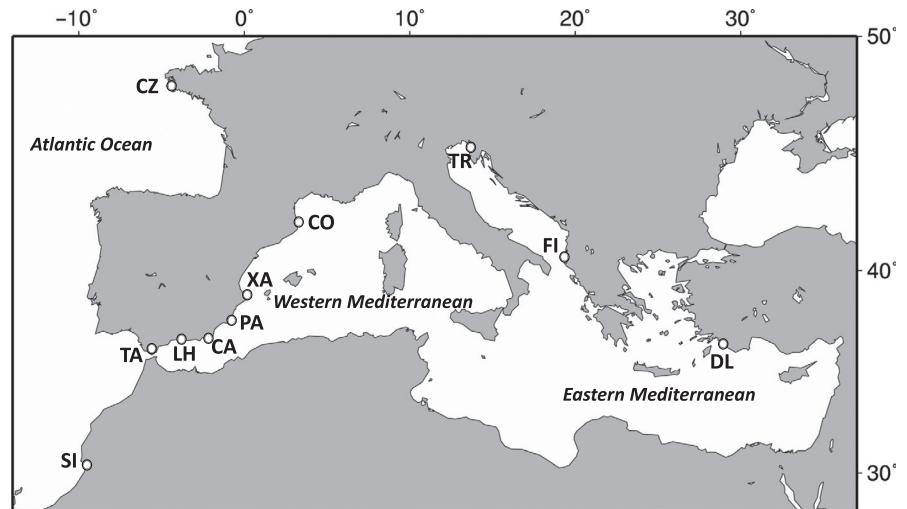 −10° 0° 10° 20° 30°
50°
CZ
Atlantic Ocean
TR
CO
FI
40°
XA
Western Mediterranean
PA
TA LH CA
DL
Eastern Mediterranean
SI
30°